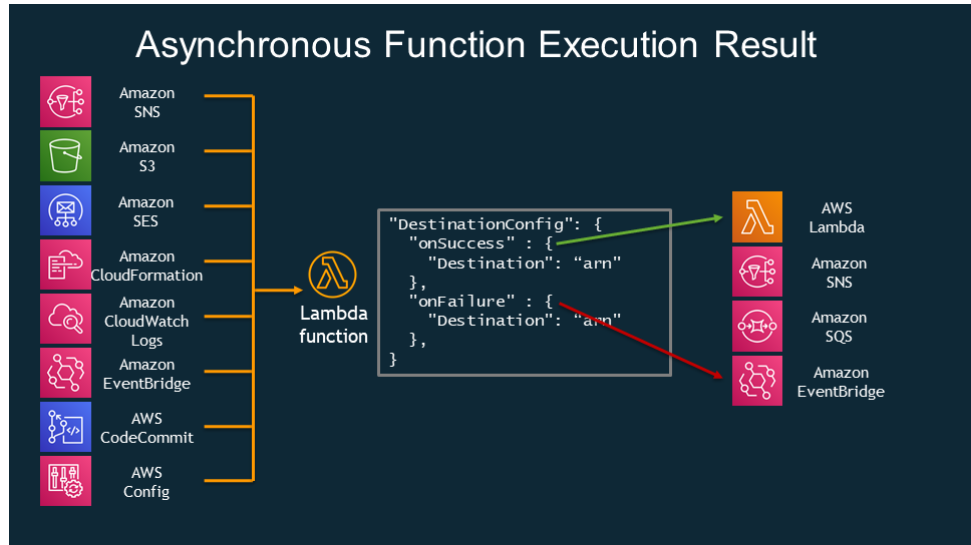 Asynchronous Function Execution Result
Amazon
SNS
Amazon
S3
Amazon
SES
Amazon
CloudFormation
Amazon
CloudWatch
Logs
Amazon
EventBridge
AWS
CodeCommit
AWS
Config
Lambda
function
"DestinationConfig": {
"onSuccess" : {
"Destination": “arn"
},
"onFailure" : {
"Destination": “arn"
},
}
AWS
Lambda
Amazon
SNS
Amazon
SQS
Amazon
EventBridge